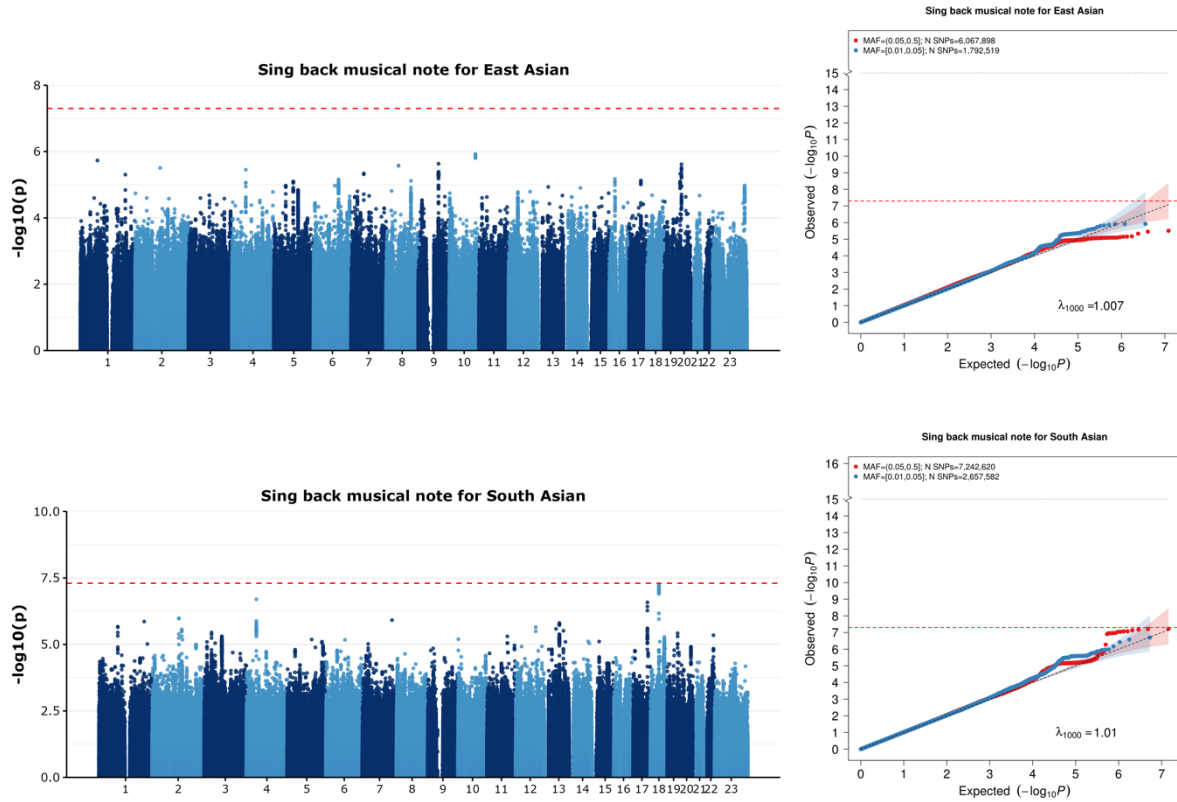 Sing back musical note for East Asian
8
6
4
2
0
-log10(p)
1 2 3 4 5 6 7 8 9 10 11 12 13 14 15 16 17 18 19 20 21 22 23
Sing back musical note for East Asian
MAF=(0.05,0.5]; N SNPs=6,067,898
MAF=[0.01,0.05]; N SNPs=1,792,519
15
15
14
13
12
11
10
9
8
7
6
5
4
3
2
1
0
Observed (−log10P)
λ1000 =1.007
0 1 2 3 4 5 6 7
Expected (−log10P)
Sing back musical note for South Asian
10.0
7.5
5.0
2.5
0.0
-log10(p)
1 2 3 4 5 6 7 8 9 10 11 12 13 14 15 16 17 18 19 20 21 22 23
Sing back musical note for South Asian
MAF=(0.05,0.5]; N SNPs=7,242,620
MAF=[0.01,0.05]; N SNPs=2,657,582
16
15
15
14
13
12
11
10
9
8
7
6
5
4
3
2
1
0
Observed (−log10P)
λ1000 =1.01
0 1 2 3 4 5 6 7
Expected (−log10P)